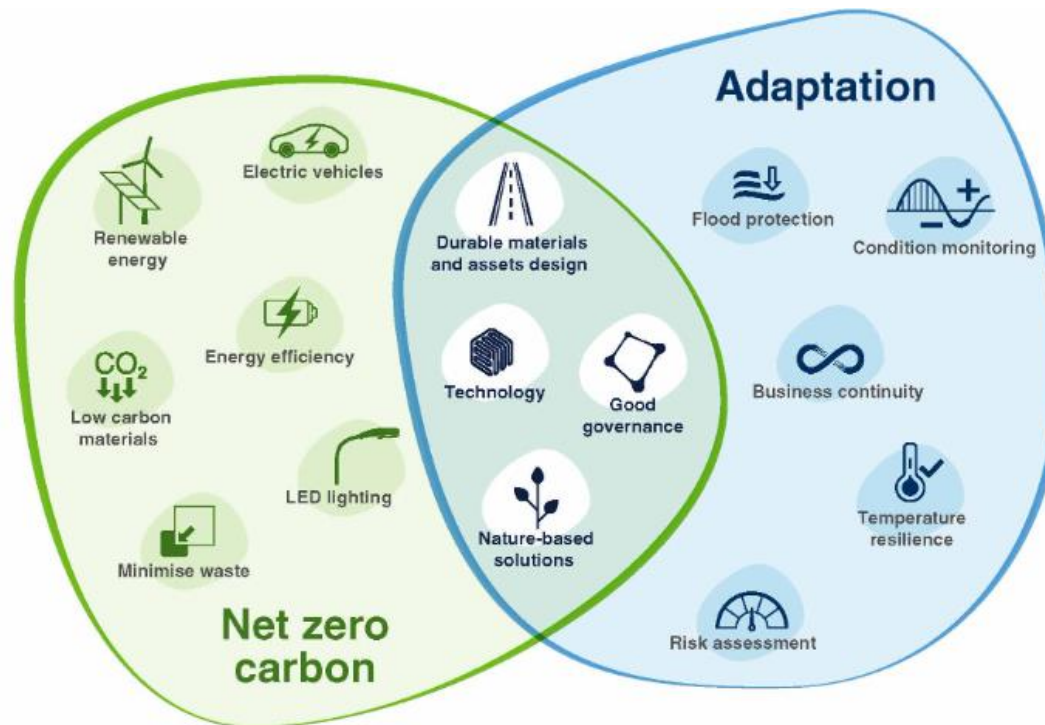 Adaptation
Electric vehicles
Renewable
energy
Durable materials
and assets design
Flood protection
Condition monitoring
Energy efficiency
CO₂
Low carbon
materials
Technology
Good
governance
Business continuity
LED lighting
Nature-based
solutions
Temperature
resilience
Minimise waste
Net zero
carbon
Risk assessment